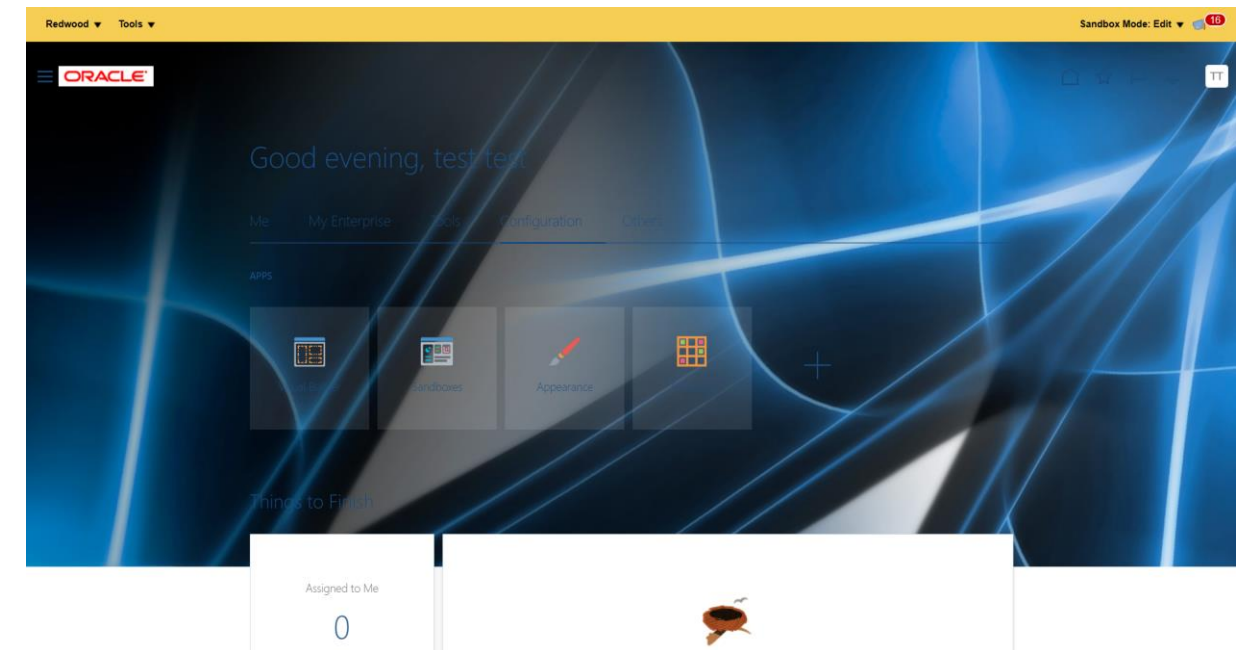 Redwood Tools Sandbox Mode: Edit 16
ORACLE TT
Good evening, test test
Me My Enterprise Tools Configuration Others
APPS
Sandboxes Appearance
Things to Finish
Assigned to Me
0